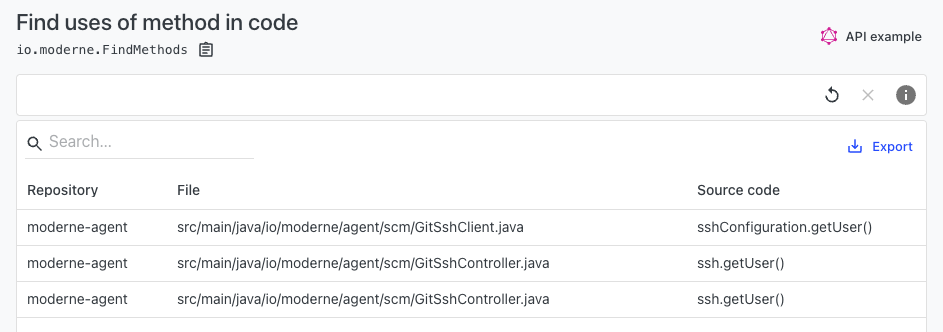 Find uses of method in code
io.moderne.FindMethods
API example
Search...
Export
Repository File Source code
moderne-agent src/main/java/io/moderne/agent/scm/GitSshClient.java sshConfiguration.getUser()
moderne-agent src/main/java/io/moderne/agent/scm/GitSshController.java ssh.getUser()
moderne-agent src/main/java/io/moderne/agent/scm/GitSshController.java ssh.getUser()